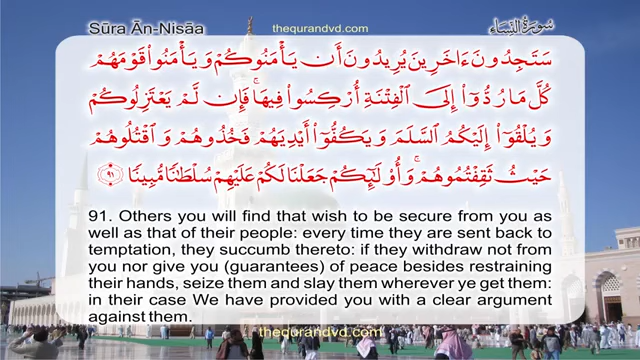 Sūra Ān-Nisāa
thequrandvd.com
سورة النساء
سَتَجِدُونَ ءَاخَرِينَ يُرِيدُونَ أَن يَأْمَنُوكُمْ وَيَأْمَنُوا۟ قَوْمَهُمْ
كُلَّ مَا رُدُّوٓا۟ إِلَى ٱلْفِتْنَةِ أُرْكِسُوا۟ فِيهَا ۚ فَإِن لَّمْ يَعْتَزِلُوكُمْ
وَيُلْقُوٓا۟ إِلَيْكُمُ ٱلسَّلَمَ وَيَكُفُّوٓا۟ أَيْدِيَهُمْ فَخُذُوهُمْ وَٱقْتُلُوهُمْ
حَيْثُ ثَقِفْتُمُوهُمْ ۚ وَأُو۟لَٰٓئِكُمْ جَعَلْنَا لَكُمْ عَلَيْهِمْ سُلْطَٰنًا مُّبِينًا ٩١
91. Others you will find that wish to be secure from you as
well as that of their people: every time they are sent back to
temptation, they succumb thereto: if they withdraw not from
you nor give you (guarantees) of peace besides restraining
their hands, seize them and slay them wherever ye get them:
in their case We have provided you with a clear argument
against them.
thequrandvd.com